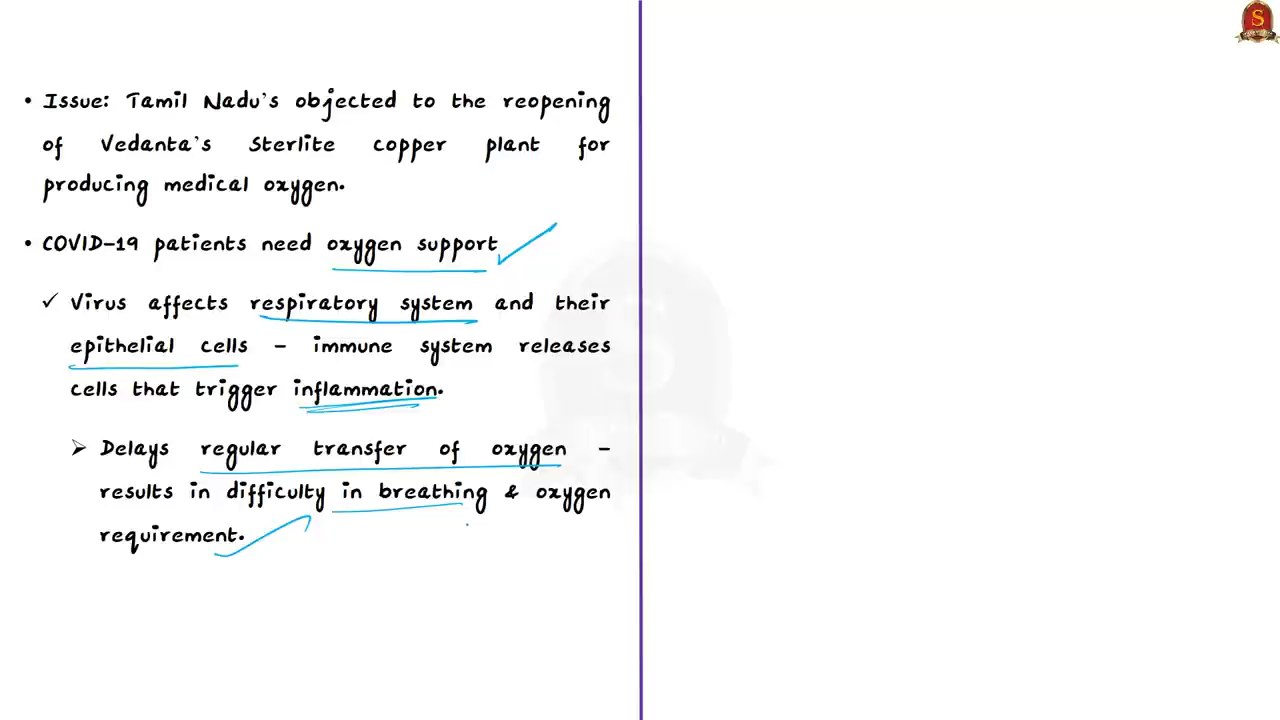 • Issue: Tamil Nadu's objected to the reopening
of Vedanta's Sterlite copper plant for
producing medical oxygen.
• COVID-19 patients need oxygen support
✓ Virus affects respiratory system and their
epithelial cells – immune system releases
cells that trigger inflammation.
➢ Delays regular transfer of oxygen –
results in difficulty in breathing & oxygen
requirement.
S